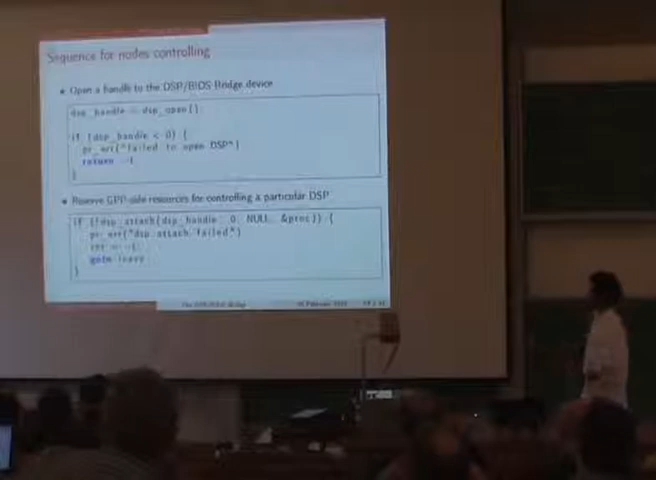 Sequence for nodes controlling
Open a handle to the DSP/BIOS Bridge device
dsp_handle = dsp_open();
if (dsp_handle < 0) {
pr_err("failed to open DSP")
return -1
}
Reserve GPP-side resources for controlling a particular DSP
if (!dsp_attach(dsp_handle, 0, NULL, &proc)) {
pr_err("dsp attach failed")
goto leave
}